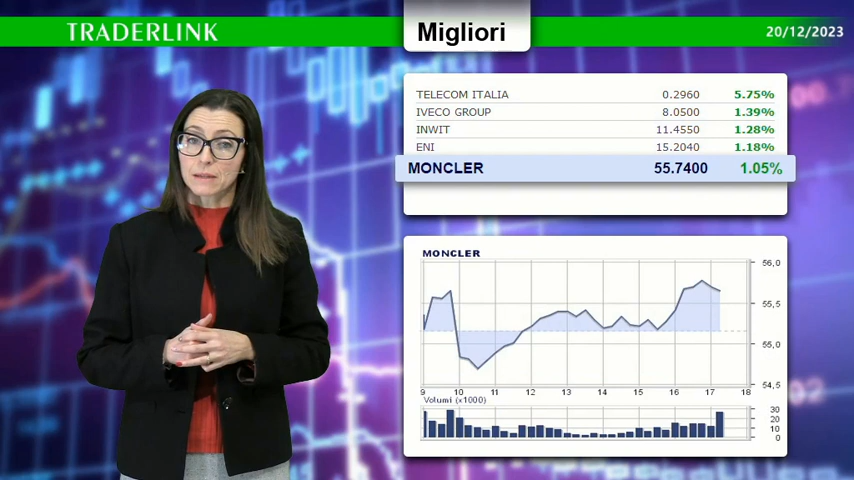 TRADERLINK
Migliori
20/12/2023
TELECOM ITALIA 0.2960 5.75%
IVECO GROUP 8.0500 1.39%
INWIT 11.4550 1.28%
ENI 15.2040 1.18%
MONCLER 55.7400 1.05%
MONCLER
56,0
55,5
55,0
54,5
9 10 11 12 13 14 15 16 17 18
Volumi (x1000)
30
20
10
0